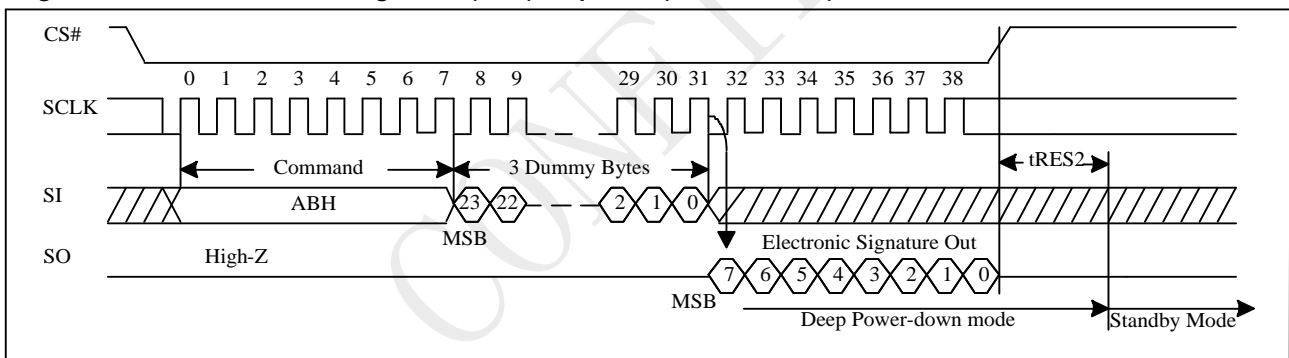 CS#
0 1 2 3 4 5 6 7 8 9 29 30 31 32 33 34 35 36 37 38
SCLK
Command 3 Dummy Bytes tRES2
SI ABH 23 22 2 1 0
MSB
SO High-Z Electronic Signature Out
7 6 5 4 3 2 1 0
MSB
Deep Power-down mode Standby Mode